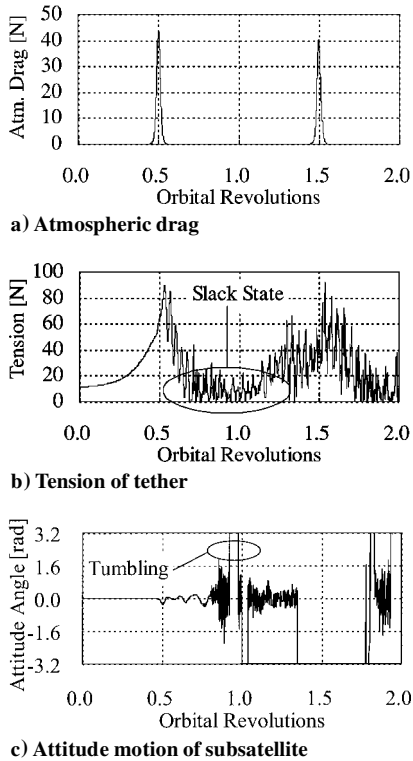 Atm. Drag [N]
50
40
30
20
10
0
0.0 0.5 1.0 1.5 2.0
Orbital Revolutions
a) Atmospheric drag
Tension [N]
100
80
60
40
20
0
Slack State
0.0 0.5 1.0 1.5 2.0
Orbital Revolutions
b) Tension of tether
Attitude Angle [rad]
3.2
1.6
0.0
-1.6
-3.2
Tumbling
0.0 0.5 1.0 1.5 2.0
Orbital Revolutions
c) Attitude motion of subsatellite